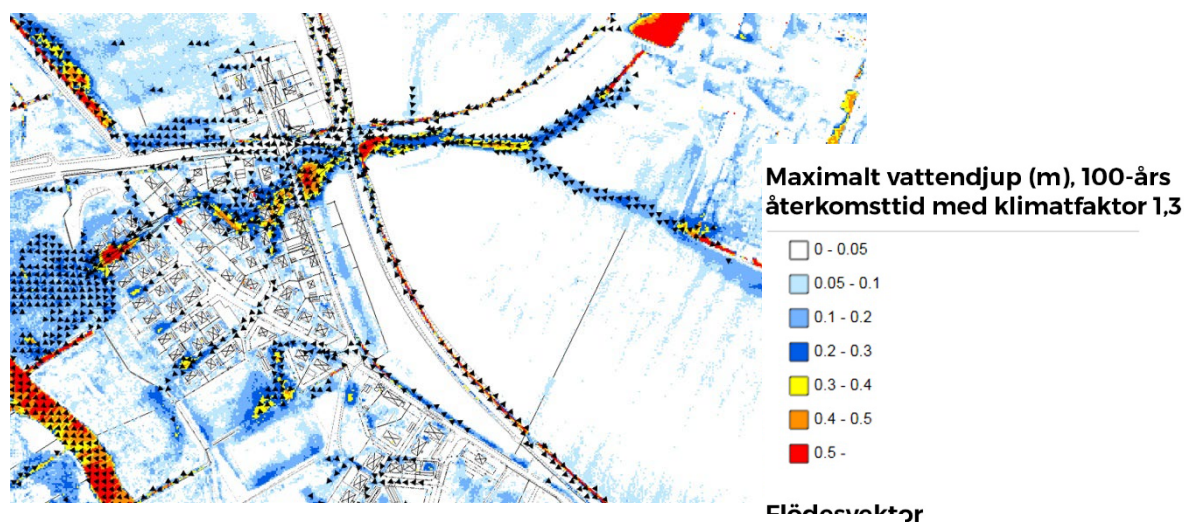 Maximalt vattendjup (m), 100-års
återkomsttid med klimatfaktor 1,3
0 - 0.05
0.05 - 0.1
0.1 - 0.2
0.2 - 0.3
0.3 - 0.4
0.4 - 0.5
0.5 -
Flödesvektor